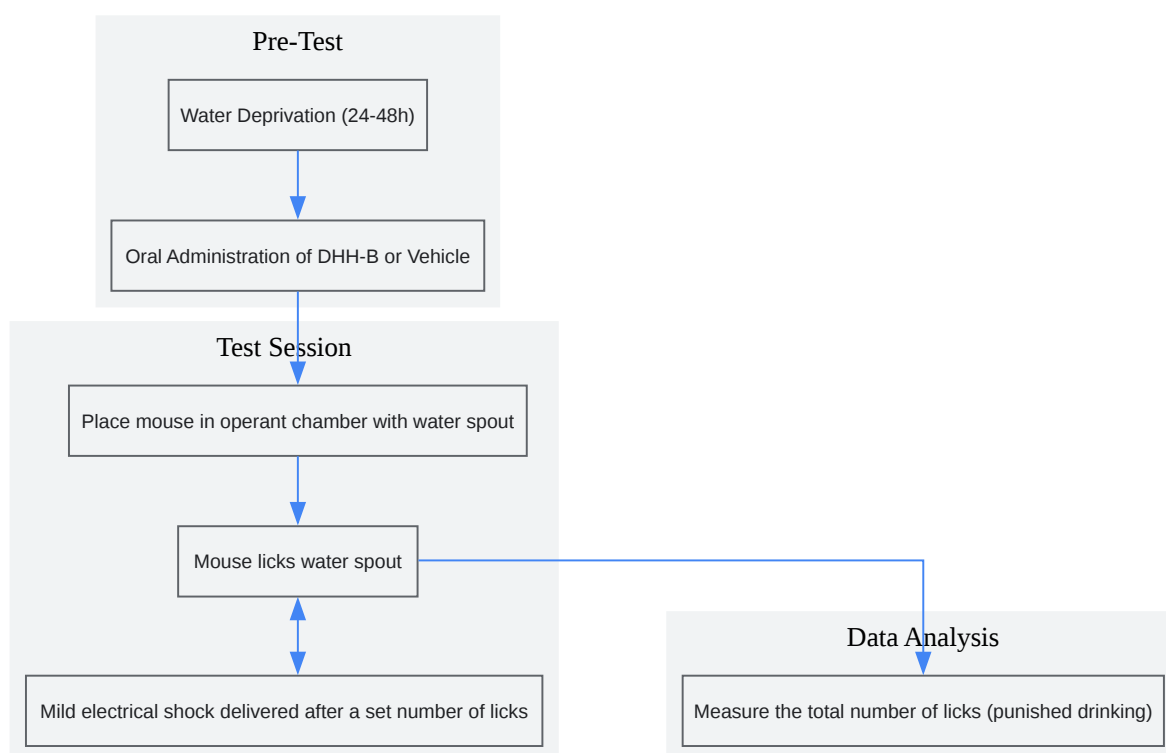 Pre-Test
Water Deprivation (24-48h)
Oral Administration of DHH-B or Vehicle
Test Session
Place mouse in operant chamber with water spout
Mouse licks water spout
Mild electrical shock delivered after a set number of licks
Data Analysis
Measure the total number of licks (punished drinking)